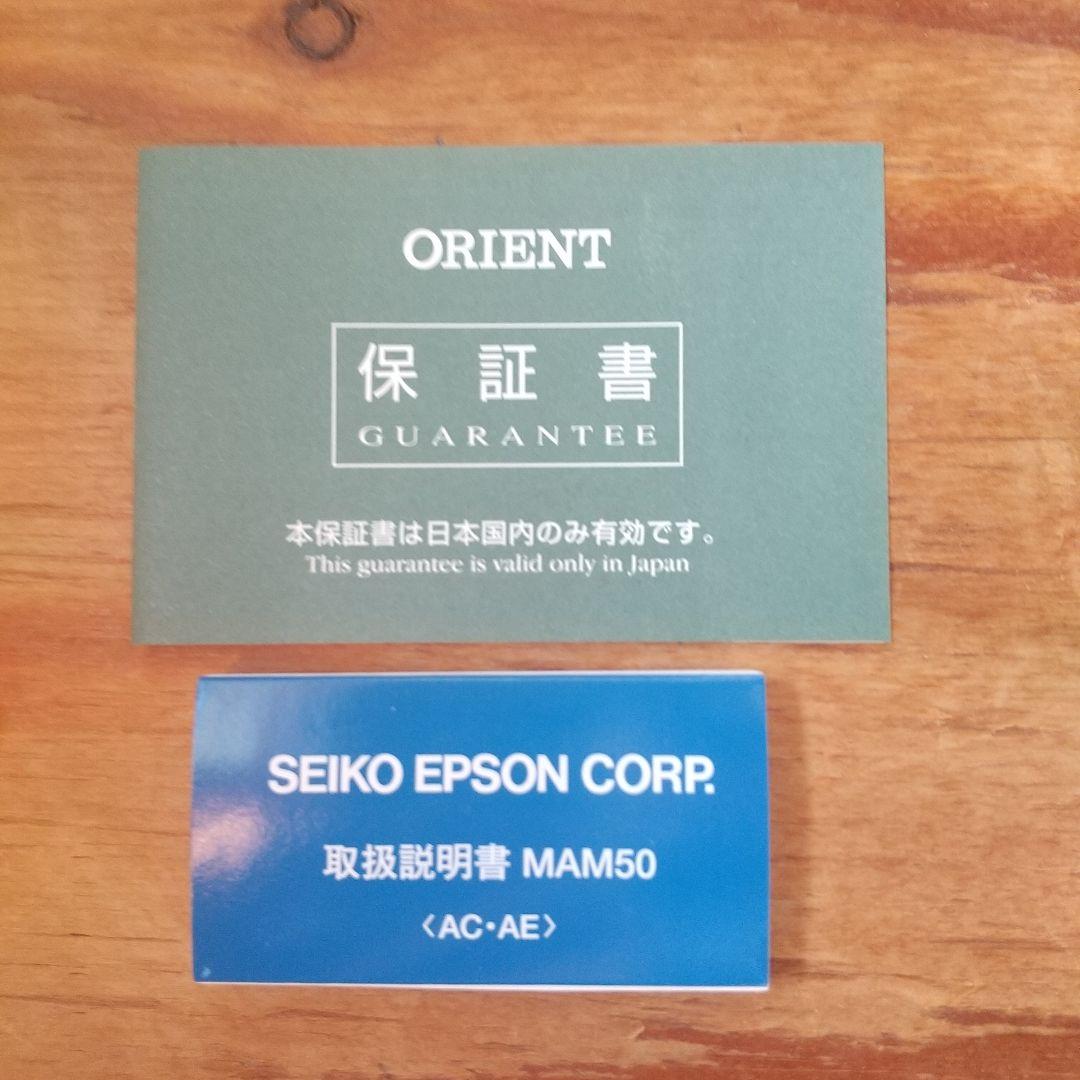 ORIENT
保証書
GUARANTEE
本保証書は日本国内のみ有効です。
This guarantee is valid only in Japan
SEIKO EPSON CORP.
取扱説明書 MAM50
〈AC・AE〉